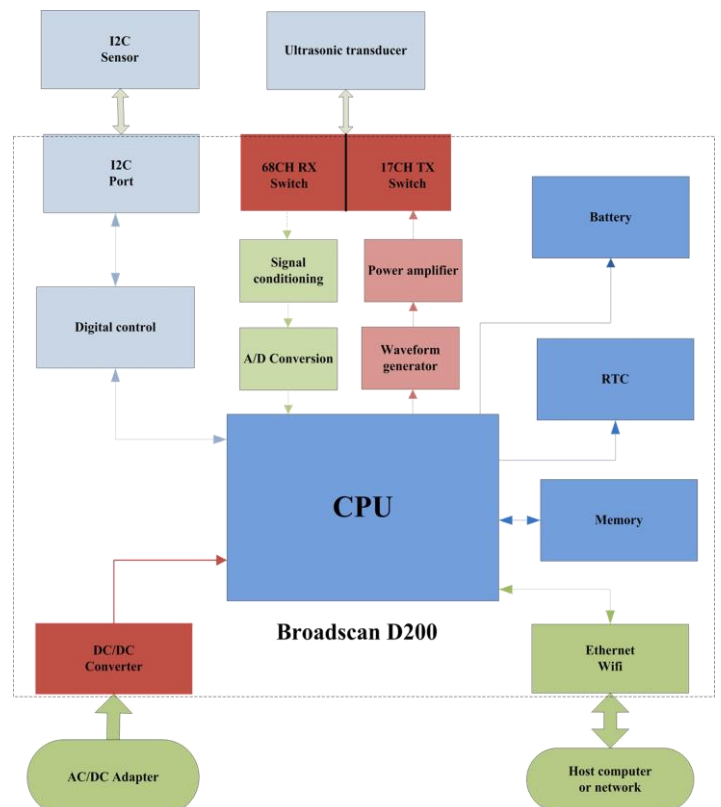 I2C
Sensor
Ultrasonic transducer
I2C
Port
68CH RX
Switch
17CH TX
Switch
Battery
Signal
conditioning
Power amplifier
Digital control
A/D Conversion
Waveform
generator
RTC
CPU
Memory
Broadscan D200
DC/DC
Converter
Ethernet
Wifi
AC/DC Adapter
Host computer
or network